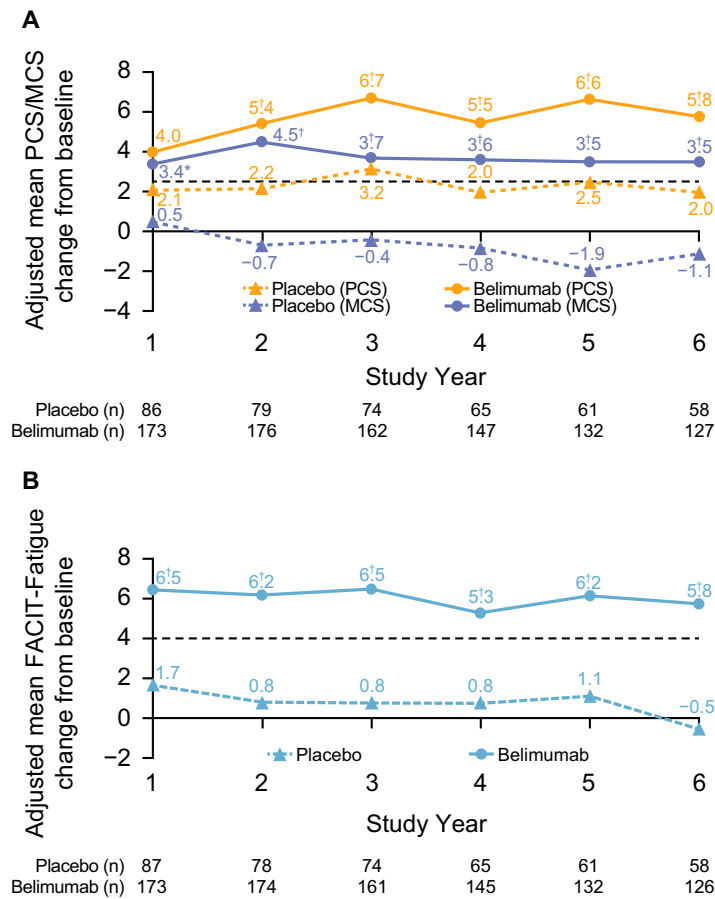 A
Adjusted mean PCS/MCS
change from baseline
8
6
4
2
0
−2
−4
4.0
5.4†
6.7†
5.5†
6.6†
5.8†
3.4*
4.5†
3.7†
3.6†
3.5†
3.5†
2.1
2.2
3.2
2.0
2.5
2.0
0.5
−0.7
−0.4
−0.8
−1.9
−1.1
Placebo (PCS) Belimumab (PCS)
Placebo (MCS) Belimumab (MCS)
1 2 3 4 5 6
Study Year
Placebo (n) 86 79 74 65 61 58
Belimumab (n) 173 176 162 147 132 127
B
Adjusted mean FACIT-Fatigue
change from baseline
8
6
4
2
0
−2
6.5†
6.2†
6.5†
5.3†
6.2†
5.8†
1.7
0.8
0.8
0.8
1.1
−0.5
Placebo Belimumab
1 2 3 4 5 6
Study Year
Placebo (n) 87 78 74 65 61 58
Belimumab (n) 173 174 161 145 132 126